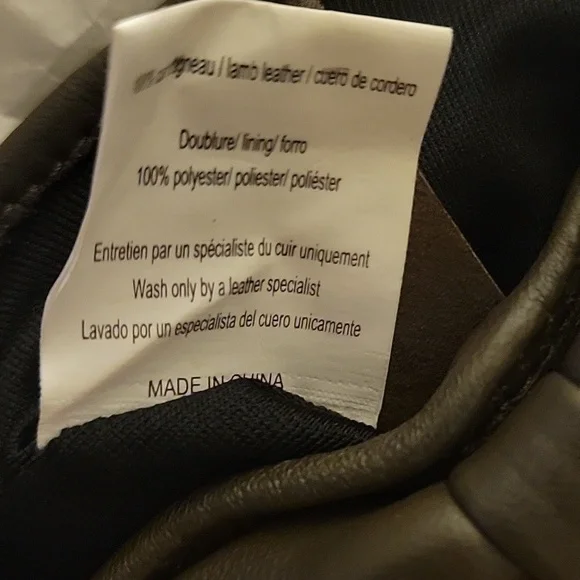 agneau / lamb leather / cuero de cordero
Doublure/ lining/ forro
100% polyester/ poliester/ poliéster
Entretien par un spécialiste du cuir uniquement
Wash only by a leather specialist
Lavado por un especialista del cuero unicamente
MADE IN CHINA